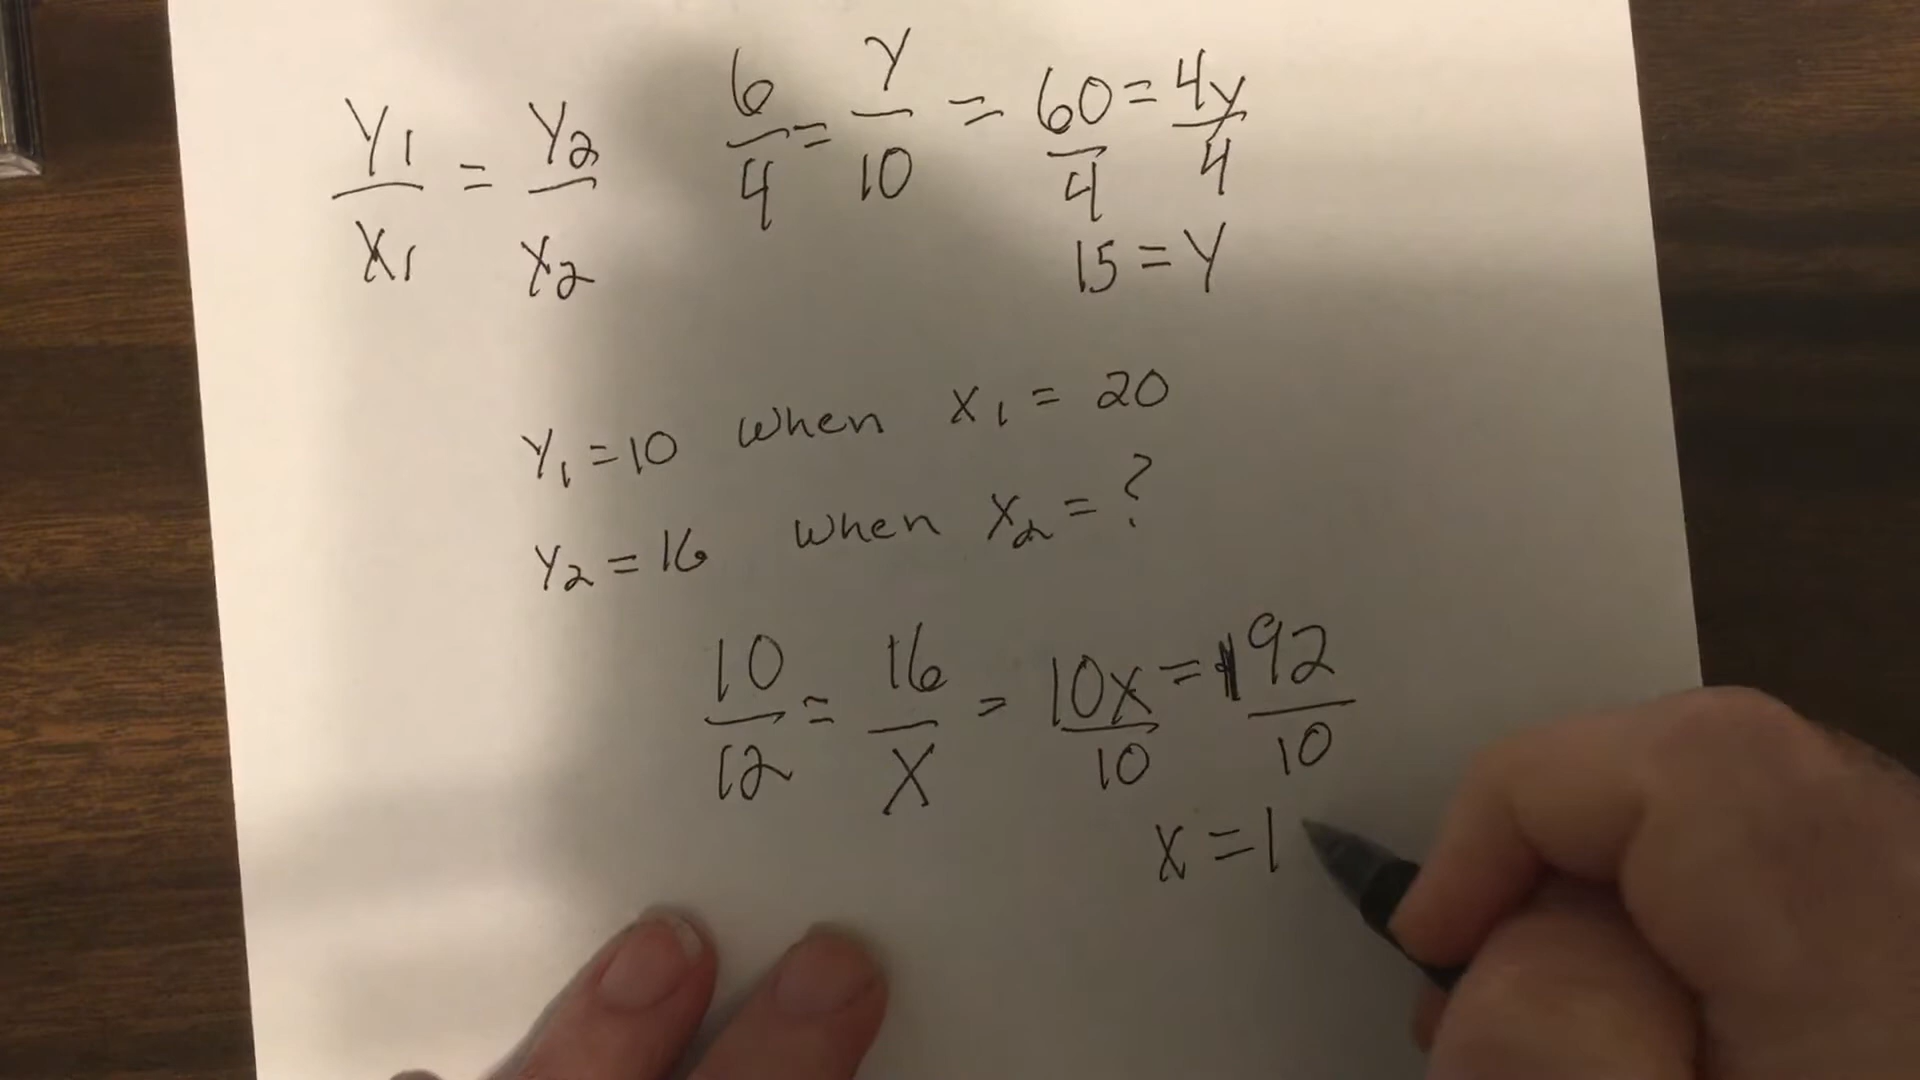 Y1/X1 = Y2/X2
6/4 = Y/10 = 60/4 = 4y/4
15 = Y
Y1 = 10 when X1 = 20
Y2 = 16 when X2 = ?
10/12 = 16/X = 10x/10 = 192/10
x = 1